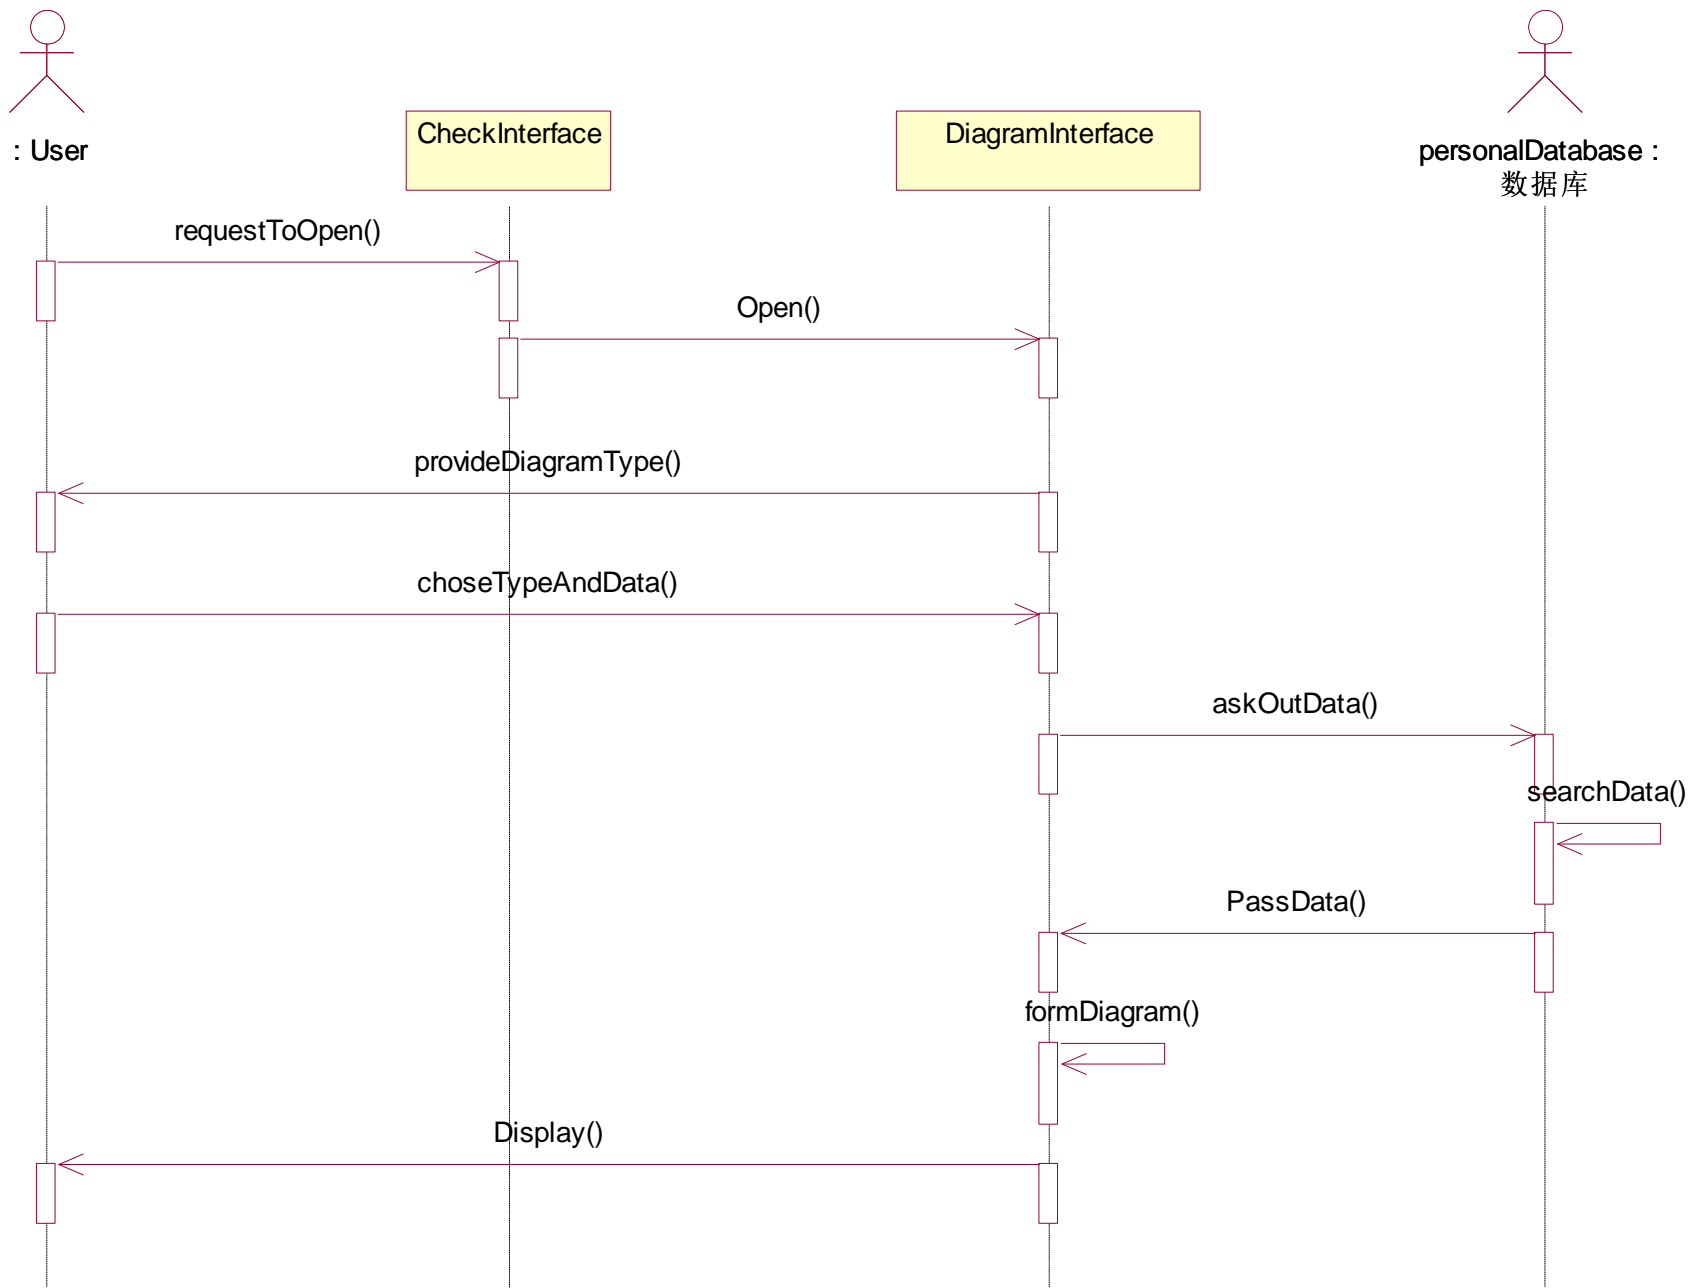 : User
CheckInterface
DiagramInterface
personalDatabase :
数据库
requestToOpen()
Open()
provideDiagramType()
choseTypeAndData()
askOutData()
searchData()
PassData()
formDiagram()
Display()